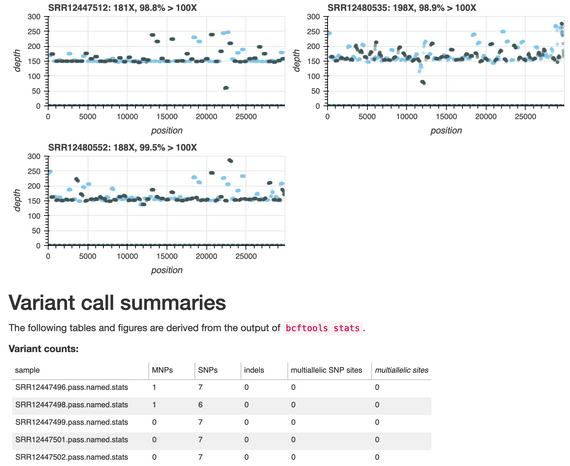 SRR12447512: 181X, 98.8% > 100X
300
250
200
150
100
50
0
depth
0 5000 10000 15000 20000 25000
position
SRR12480535: 198X, 98.9% > 100X
300
250
200
150
100
50
0
depth
0 5000 10000 15000 20000 25000
position
SRR12480552: 188X, 99.5% > 100X
300
250
200
150
100
50
0
depth
0 5000 10000 15000 20000 25000
position
Variant call summaries
The following tables and figures are derived from the output of bcftools stats.
Variant counts:
sample MNPs SNPs indels multiallelic SNP sites multiallelic sites
SRR12447496.pass.named.stats 1 7 0 0 0
SRR12447498.pass.named.stats 1 6 0 0 0
SRR12447499.pass.named.stats 0 7 0 0 0
SRR12447501.pass.named.stats 0 7 0 0 0
SRR12447502.pass.named.stats 0 7 0 0 0